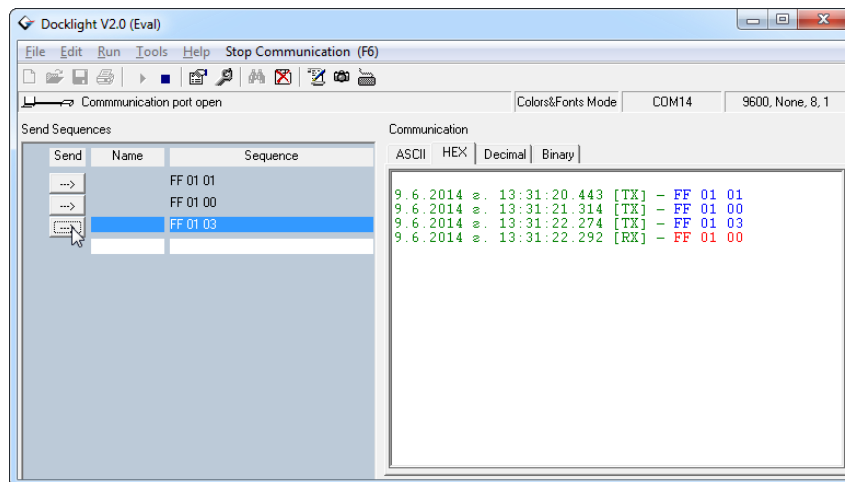 Docklight V2.0 (Eval)
File Edit Run Tools Help Stop Communication (F6)
Commmunication port open Colors&Fonts Mode COM14 9600, None, 8, 1
Send Sequences
Send Name Sequence
---> FF 01 01
---> FF 01 00
---> FF 01 03
Communication
ASCII HEX Decimal Binary
9.6.2014 г. 13:31:20.443 [TX] - FF 01 01
9.6.2014 г. 13:31:21.314 [TX] - FF 01 00
9.6.2014 г. 13:31:22.274 [TX] - FF 01 03
9.6.2014 г. 13:31:22.292 [RX] - FF 01 00